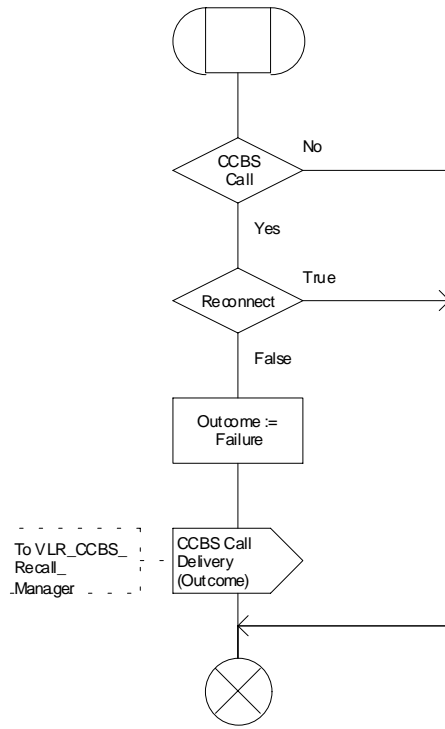 No
CCBS
Call
Yes
True
Reconnect
False
Outcome :=
Failure
To VLR_CCBS_
Recall_
Manager
CCBS Call
Delivery
(Outcome)